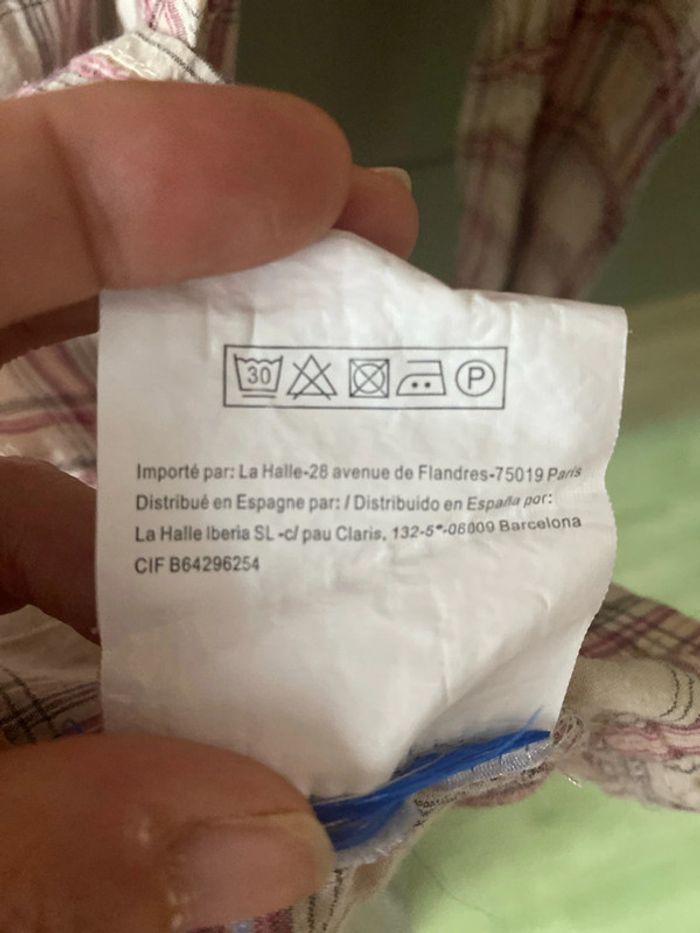 30 P
Importé par: La Halle-28 avenue de Flandres-75019 Paris
Distribué en Espagne par: / Distribuido en España por:
La Halle Iberia SL -c/ pau Claris, 132-5ª-08009 Barcelona
CIF B64296254